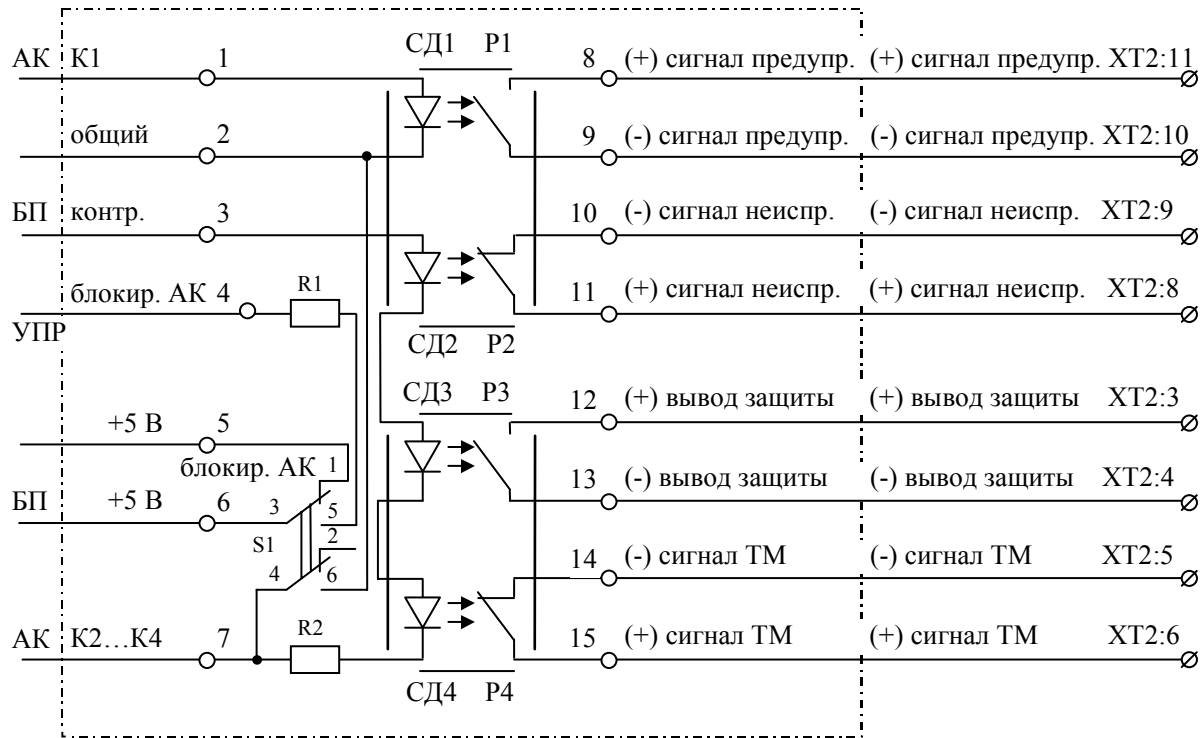 СД1 Р1
АК К1 1 8 (+) сигнал предупр. (+) сигнал предупр. ХТ2:11
общий 2 9 (-) сигнал предупр. (-) сигнал предупр. ХТ2:10
БП контр. 3 10 (-) сигнал неиспр. (-) сигнал неиспр. ХТ2:9
блокир. АК 4 R1 11 (+) сигнал неиспр. (+) сигнал неиспр. ХТ2:8
УПР
СД2 Р2
СД3 Р3
12 (+) вывод защиты (+) вывод защиты ХТ2:3
+5 В 5
блокир. АК 1
13 (-) вывод защиты (-) вывод защиты ХТ2:4
БП +5 В 6 3 5
S1 2
4 6
14 (-) сигнал ТМ (-) сигнал ТМ ХТ2:5
АК К2…К4 7 R2 15 (+) сигнал ТМ (+) сигнал ТМ ХТ2:6
СД4 Р4